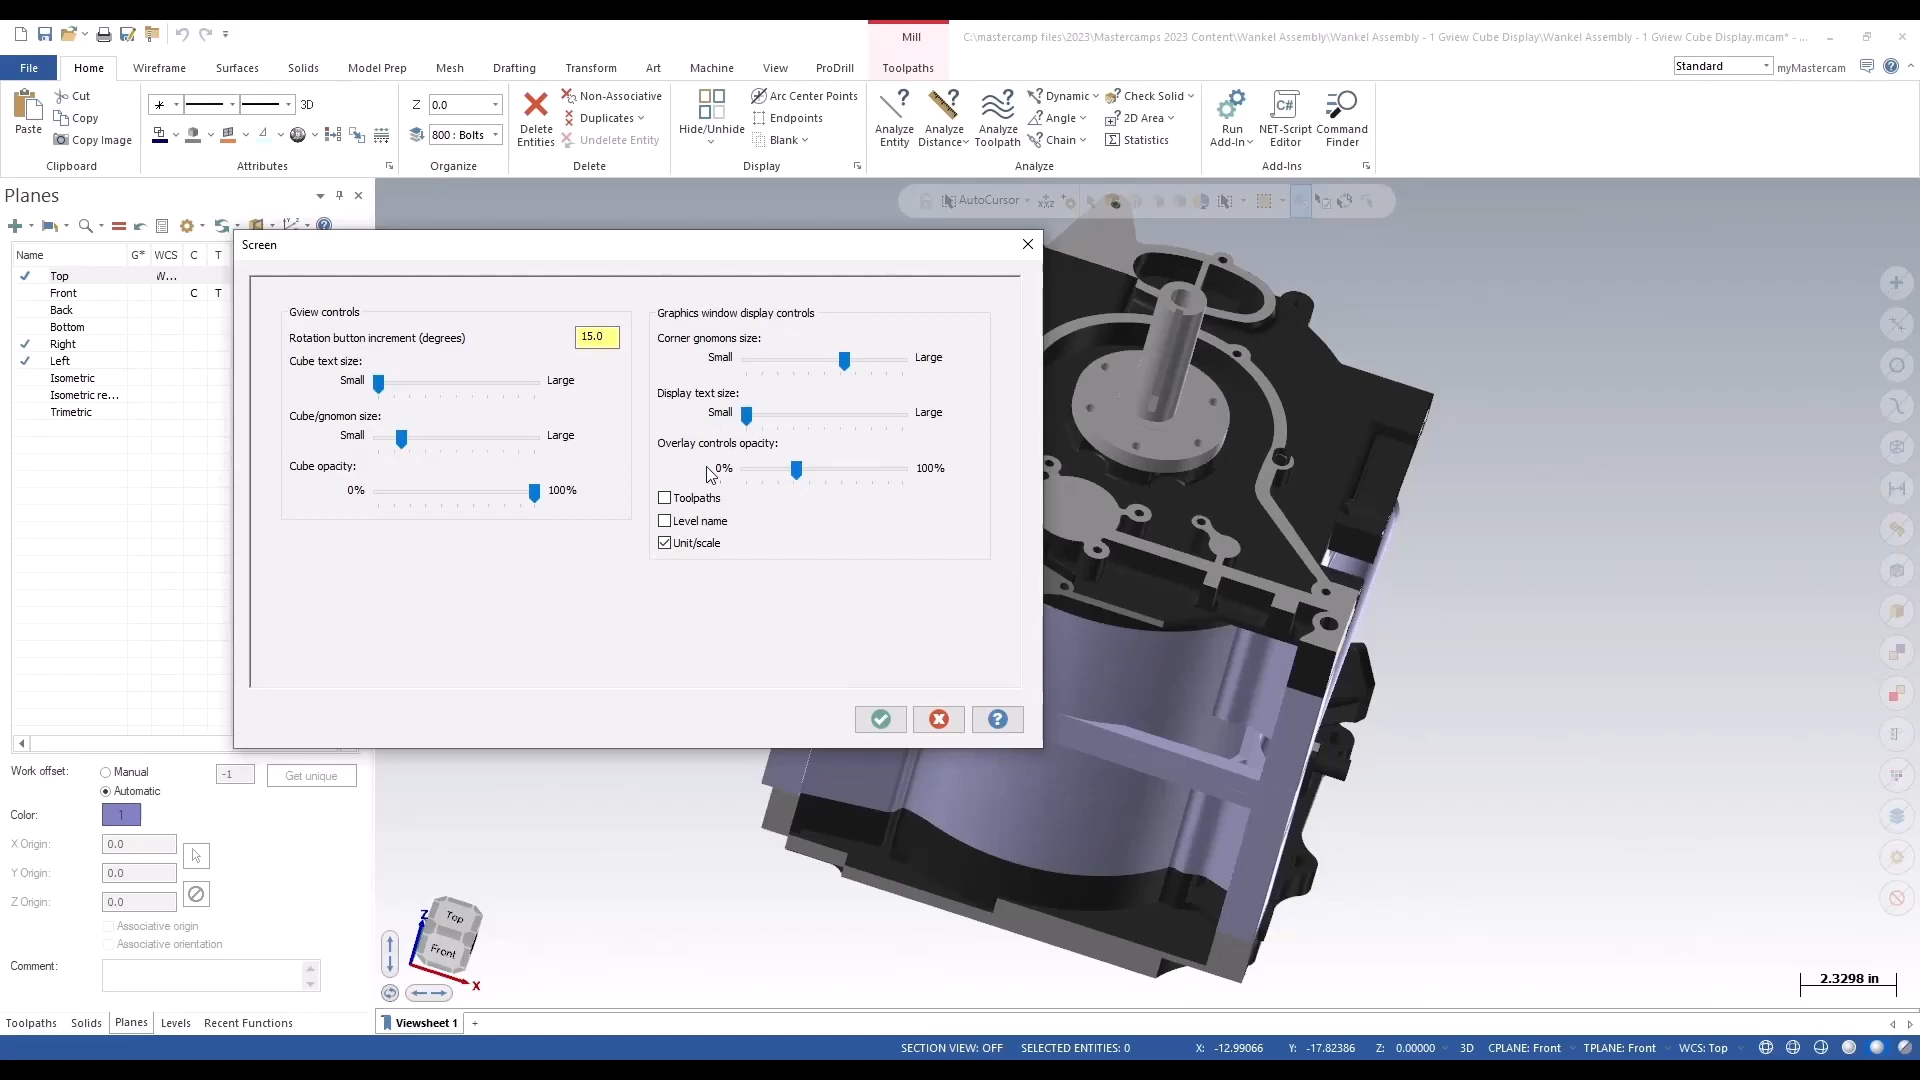 Mill
C:\mastercamp files\2023\Mastercamps 2023 Content\Wankel Assembly\Wankel Assembly - 1 Gview Cube Display\Wankel Assembly - 1 Gview Cube Display.mcam* - ...
File Home Wireframe Surfaces Solids Model Prep Mesh Drafting Transform Art Machine View ProDrill Toolpaths Standard myMastercam
Paste
Cut
Copy
Copy Image
Clipboard
3D
Attributes
Z 0.0
800 : Bolts
Organize
Delete Entities
Non-Associative
Duplicates
Undelete Entity
Delete
Hide/Unhide
Arc Center Points
Endpoints
Blank
Display
Analyze Entity
Analyze Distance
Analyze Toolpath
Dynamic
Angle
Chain
Check Solid
2D Area
Statistics
Analyze
Run Add-In
C#
NET-Script Editor
Command Finder
Add-Ins
Planes
AutoCursor
Name G* WCS C T
Top W...
Front C T
Back
Bottom
Right
Left
Isometric
Isometric re...
Trimetric
Screen
Gview controls
Rotation button increment (degrees) 15.0
Cube text size:
Small Large
Cube/gnomon size:
Small Large
Cube opacity:
0% 100%
Graphics window display controls
Corner gnomons size:
Small Large
Display text size:
Small Large
Overlay controls opacity:
0% 100%
Toolpaths
Level name
Unit/scale
Work offset: Manual -1 Get unique
Automatic
Color: 1
X Origin: 0.0
Y Origin: 0.0
Z Origin: 0.0
Associative origin
Associative orientation
Comment:
Z
Top
Front
X
2.3298 in
Toolpaths Solids Planes Levels Recent Functions
Viewsheet 1 +
SECTION VIEW: OFF SELECTED ENTITIES: 0 X: -12.99066 Y: -17.82386 Z: 0.00000 3D CPLANE: Front TPLANE: Front WCS: Top